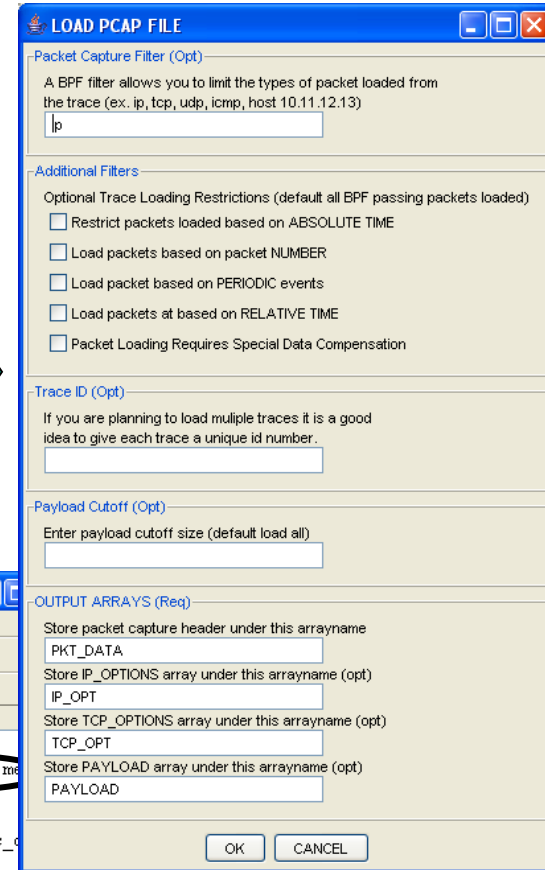 LOAD PCAP FILE
Packet Capture Filter (Opt)
A BPF filter allows you to limit the types of packet loaded from
the trace (ex. ip, tcp, udp, icmp, host 10.11.12.13)
ip
Additional Filters
Optional Trace Loading Restrictions (default all BPF passing packets loaded)
Restrict packets loaded based on ABSOLUTE TIME
Load packets based on packet NUMBER
Load packet based on PERIODIC events
Load packets at based on RELATIVE TIME
Packet Loading Requires Special Data Compensation
Trace ID (Opt)
If you are planning to load muliple traces it is a good
idea to give each trace a unique id number.
Payload Cutoff (Opt)
Enter payload cutoff size (default load all)
OUTPUT ARRAYS (Req)
Store packet capture header under this arrayname
PKT_DATA
Store IP_OPTIONS array under this arrayname (opt)
IP_OPT
Store TCP_OPTIONS array under this arrayname (opt)
TCP_OPT
Store PAYLOAD array under this arrayname (opt)
PAYLOAD
OK CANCEL